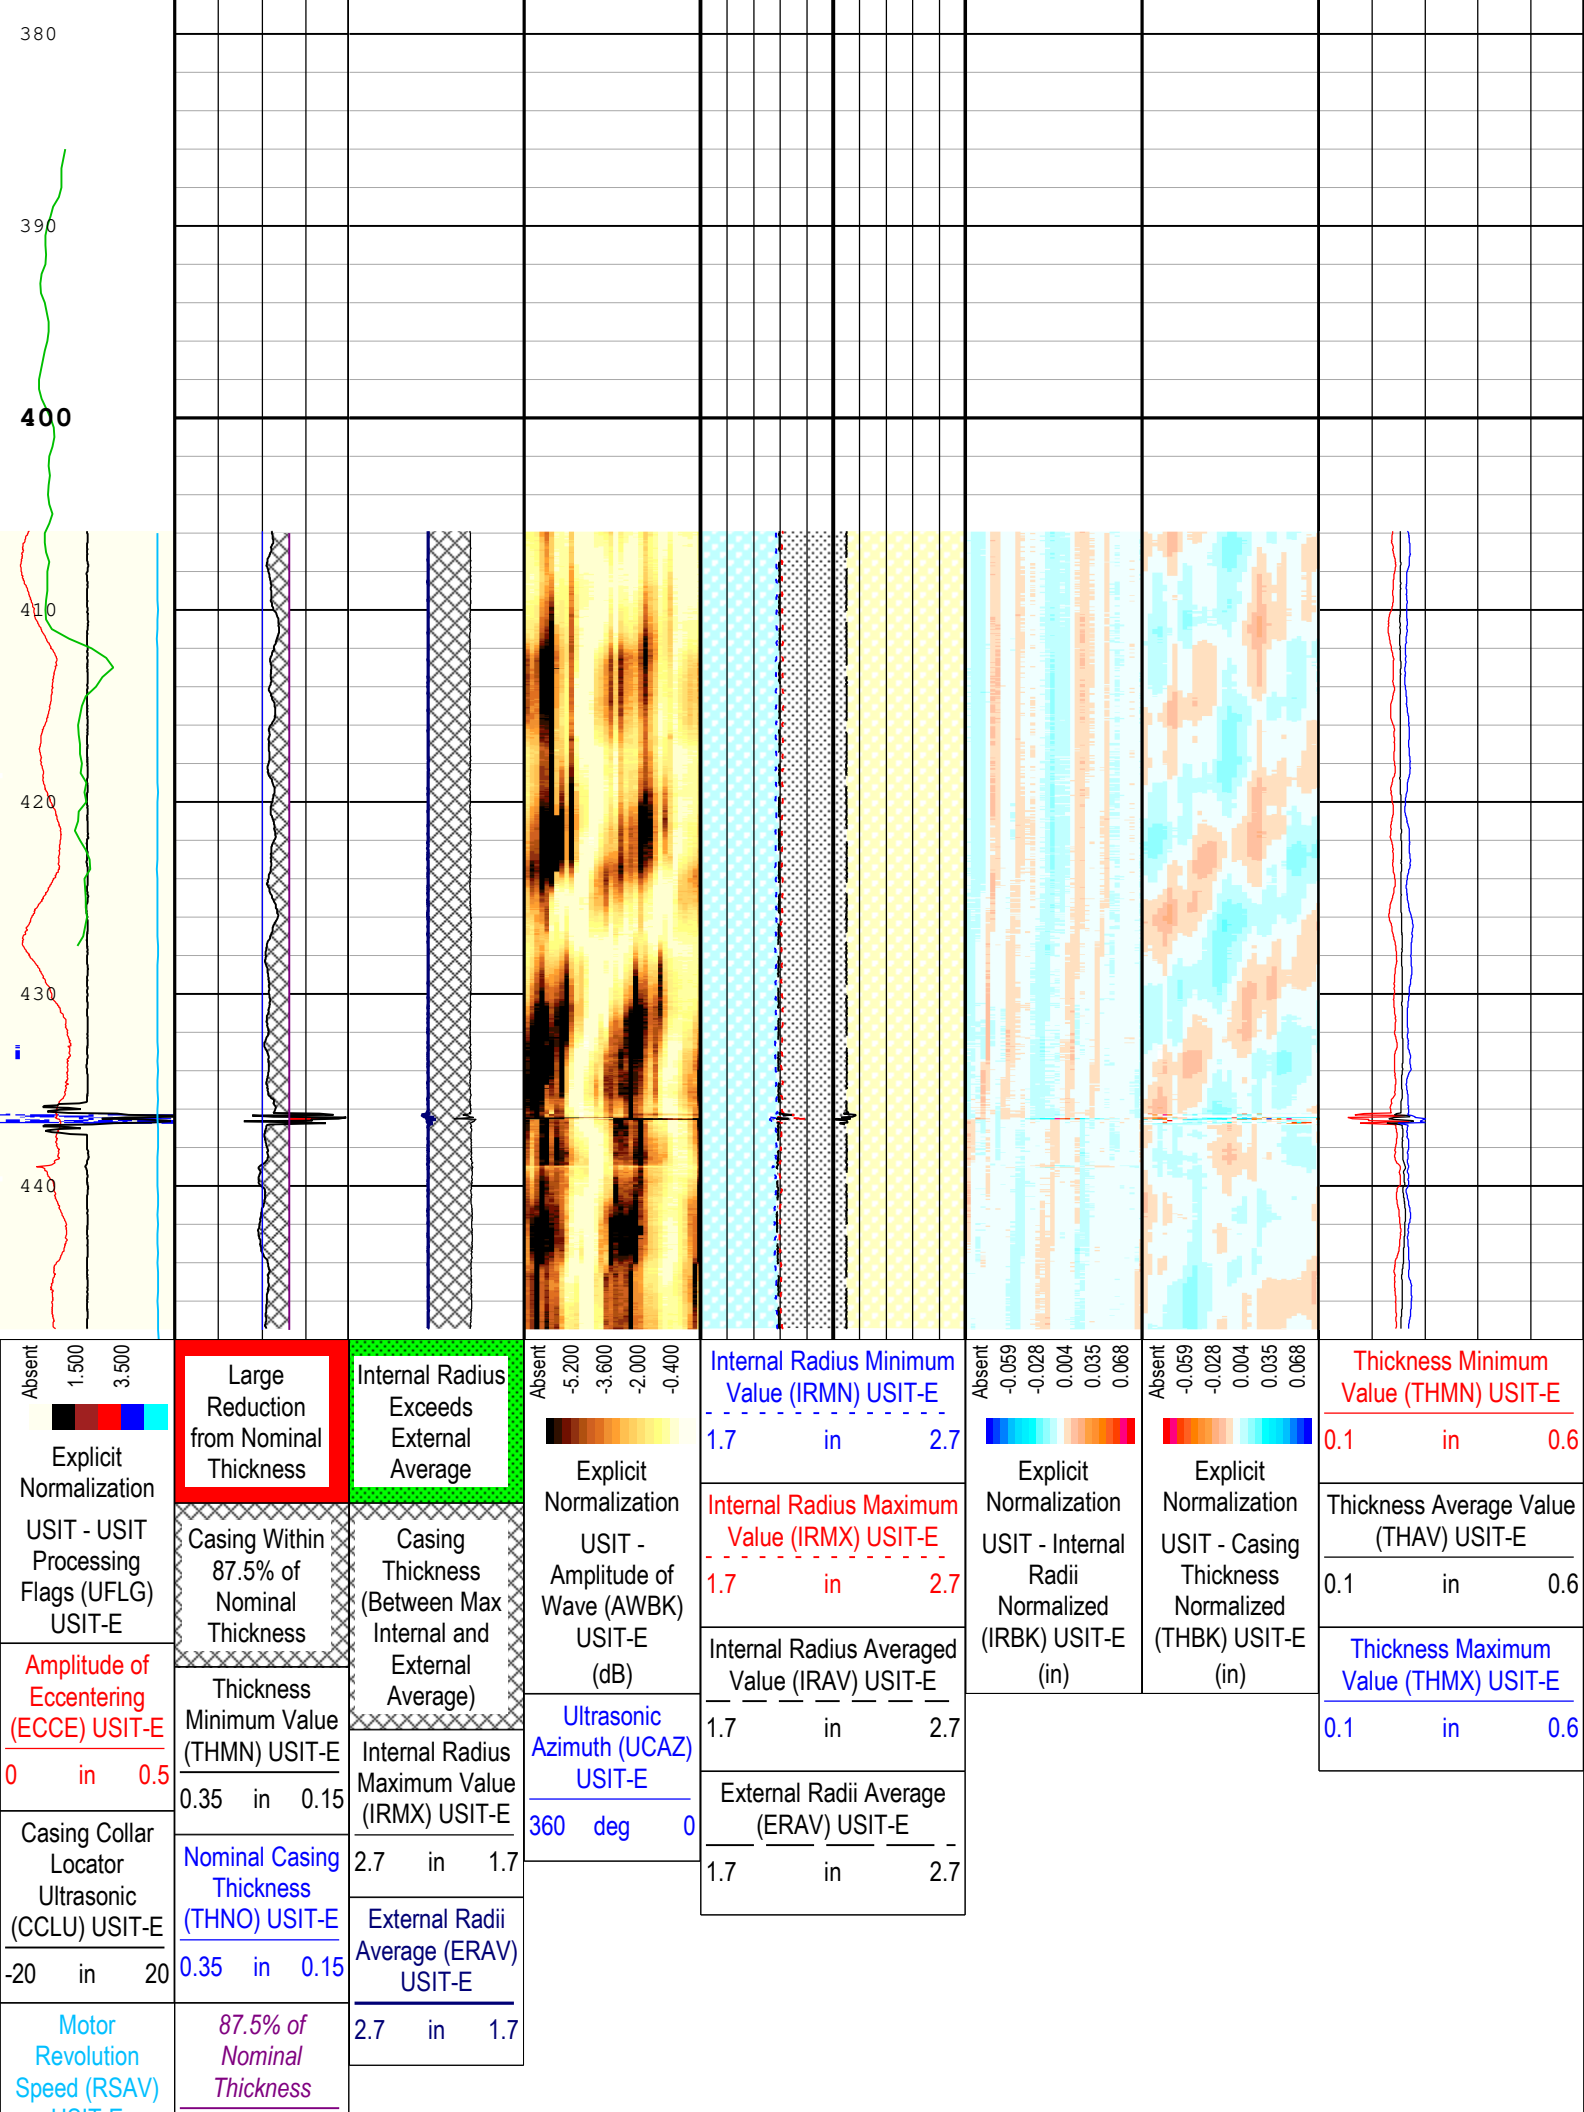 380
390
400
410
420
430
440
Absent
1.500
3.500
Explicit
Normalization
USIT - USIT
Processing
Flags (UFLG)
USIT-E
Amplitude of
Eccentering
(ECCE) USIT-E
0 in 0.5
Casing Collar
Locator
Ultrasonic
(CCLU) USIT-E
-20 in 20
Motor
Revolution
Speed (RSAV)
USIT-E
Large
Reduction
from Nominal
Thickness
Casing Within
87.5% of
Nominal
Thickness
Thickness
Minimum Value
(THMN) USIT-E
0.35 in 0.15
Nominal Casing
Thickness
(THNO) USIT-E
0.35 in 0.15
87.5% of
Nominal
Thickness
Internal Radius
Exceeds
External
Average
Casing
Thickness
(Between Max
Internal and
External
Average)
Internal Radius
Maximum Value
(IRMX) USIT-E
2.7 in 1.7
External Radii
Average (ERAV)
USIT-E
2.7 in 1.7
Absent
-5.200
-3.600
-2.000
-0.400
Explicit
Normalization
USIT -
Amplitude of
Wave (AWBK)
USIT-E
(dB)
Ultrasonic
Azimuth (UCAZ)
USIT-E
360 deg 0
Internal Radius Minimum
Value (IRMN) USIT-E
1.7 in 2.7
Internal Radius Maximum
Value (IRMX) USIT-E
1.7 in 2.7
Internal Radius Averaged
Value (IRAV) USIT-E
1.7 in 2.7
External Radii Average
(ERAV) USIT-E
1.7 in 2.7
Absent
-0.059
-0.028
0.004
0.035
0.068
Explicit
Normalization
USIT - Internal
Radii
Normalized
(IRBK) USIT-E
(in)
Absent
-0.059
-0.028
0.004
0.035
0.068
Explicit
Normalization
USIT - Casing
Thickness
Normalized
(THBK) USIT-E
(in)
Thickness Minimum
Value (THMN) USIT-E
0.1 in 0.6
Thickness Average Value
(THAV) USIT-E
0.1 in 0.6
Thickness Maximum
Value (THMX) USIT-E
0.1 in 0.6